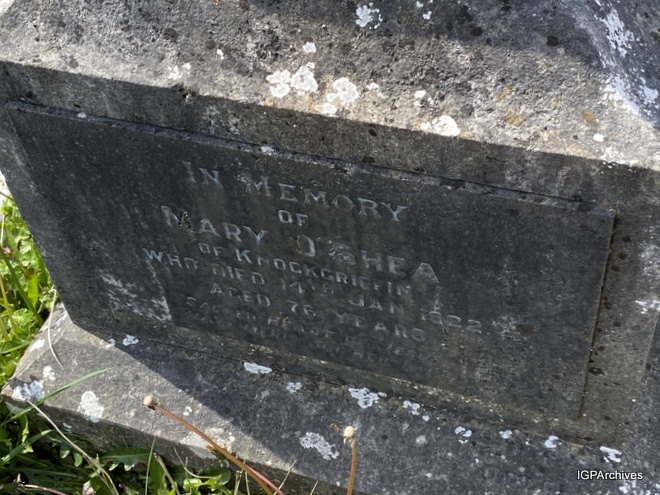 IN MEMORY
OF
MARY O'SHEA
OF KNOCKGRIFFIN
WHO DIED 14TH JAN 1922
AGED 76 YEARS
IGPArchives